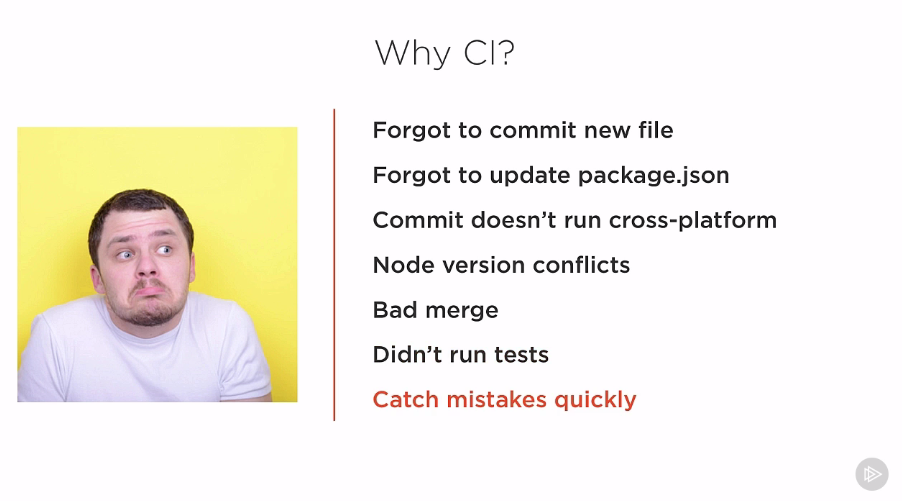 Why CI?
Forgot to commit new file
Forgot to update package.json
Commit doesn’t run cross-platform
Node version conflicts
Bad merge
Didn’t run tests
Catch mistakes quickly